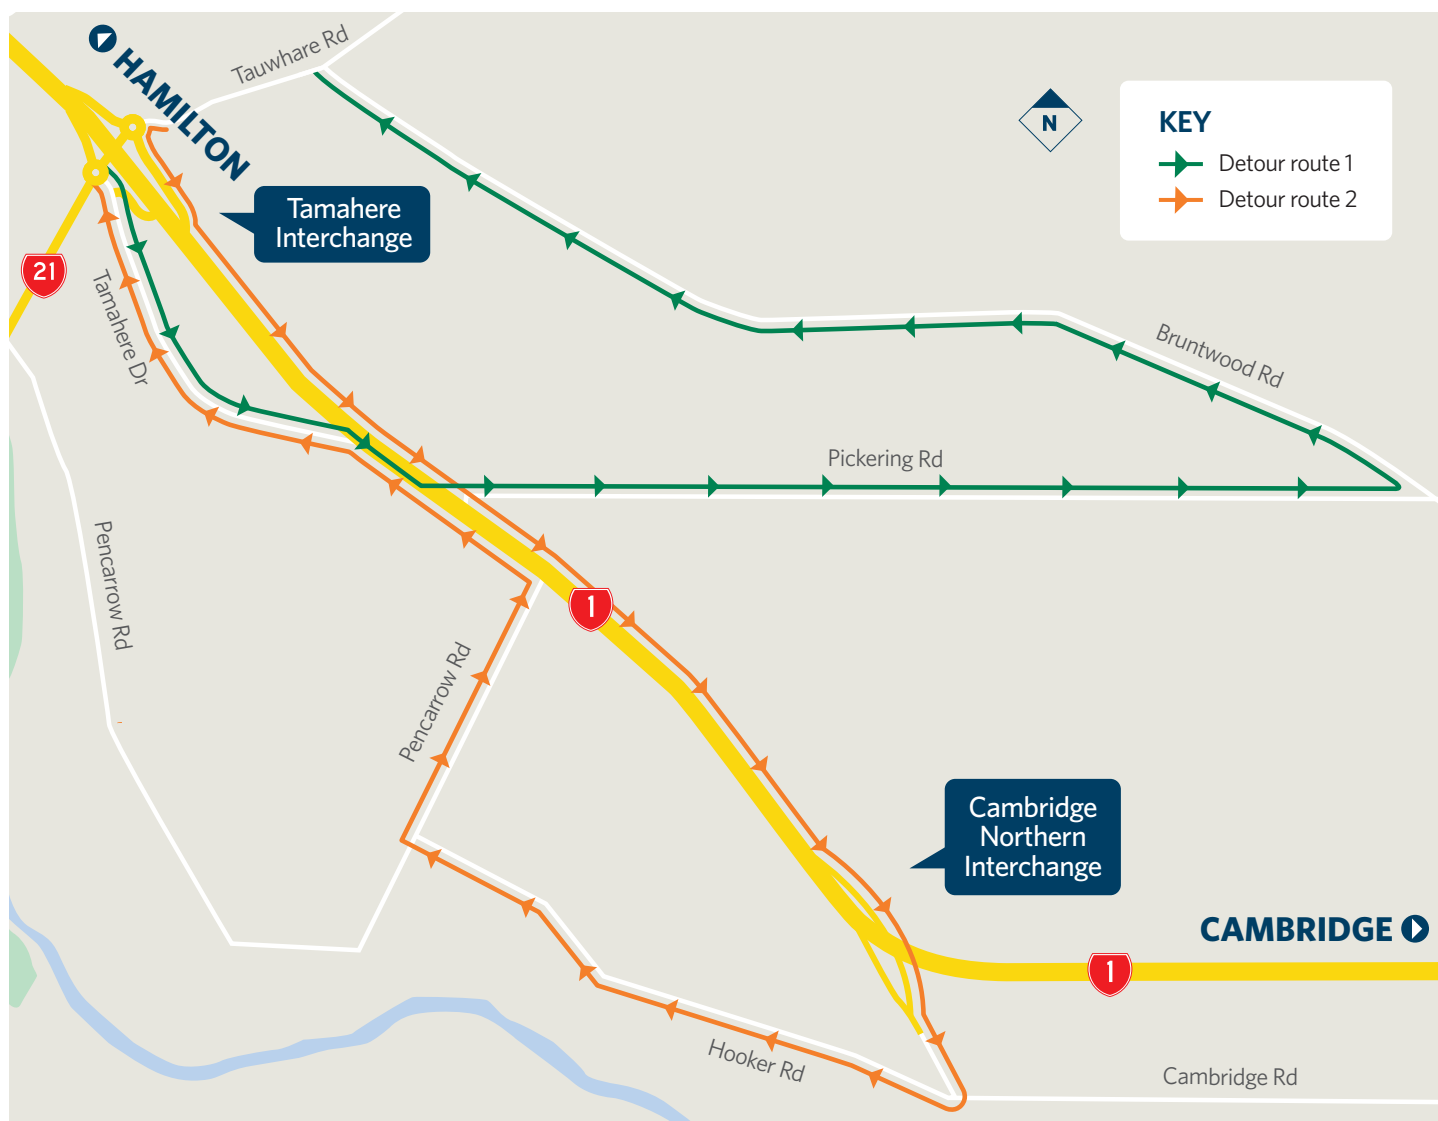 HAMILTON
Tauwhare Rd
N
KEY
Detour route 1
Detour route 2
Tamahere
Interchange
21
Tamahere Dr
Bruntwood Rd
Pickering Rd
Pencarrow Rd
1
Pencarrow Rd
Cambridge
Northern
Interchange
CAMBRIDGE
1
Hooker Rd
Cambridge Rd